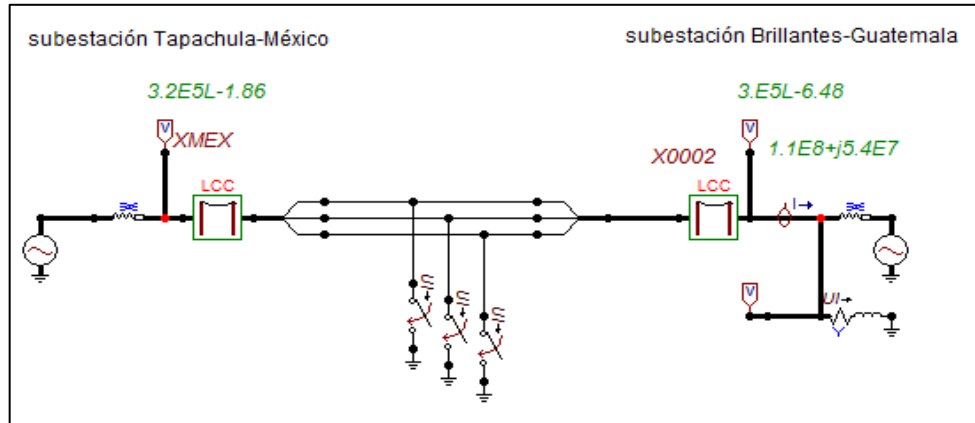 subestación Tapachula-México
subestación Brillantes-Guatemala
3.2E5L-1.86
3.E5L-6.48
V
V
XMEX
1.1E8+j5.4E7
X0002
LCC
LCC
I
V
UI
Y